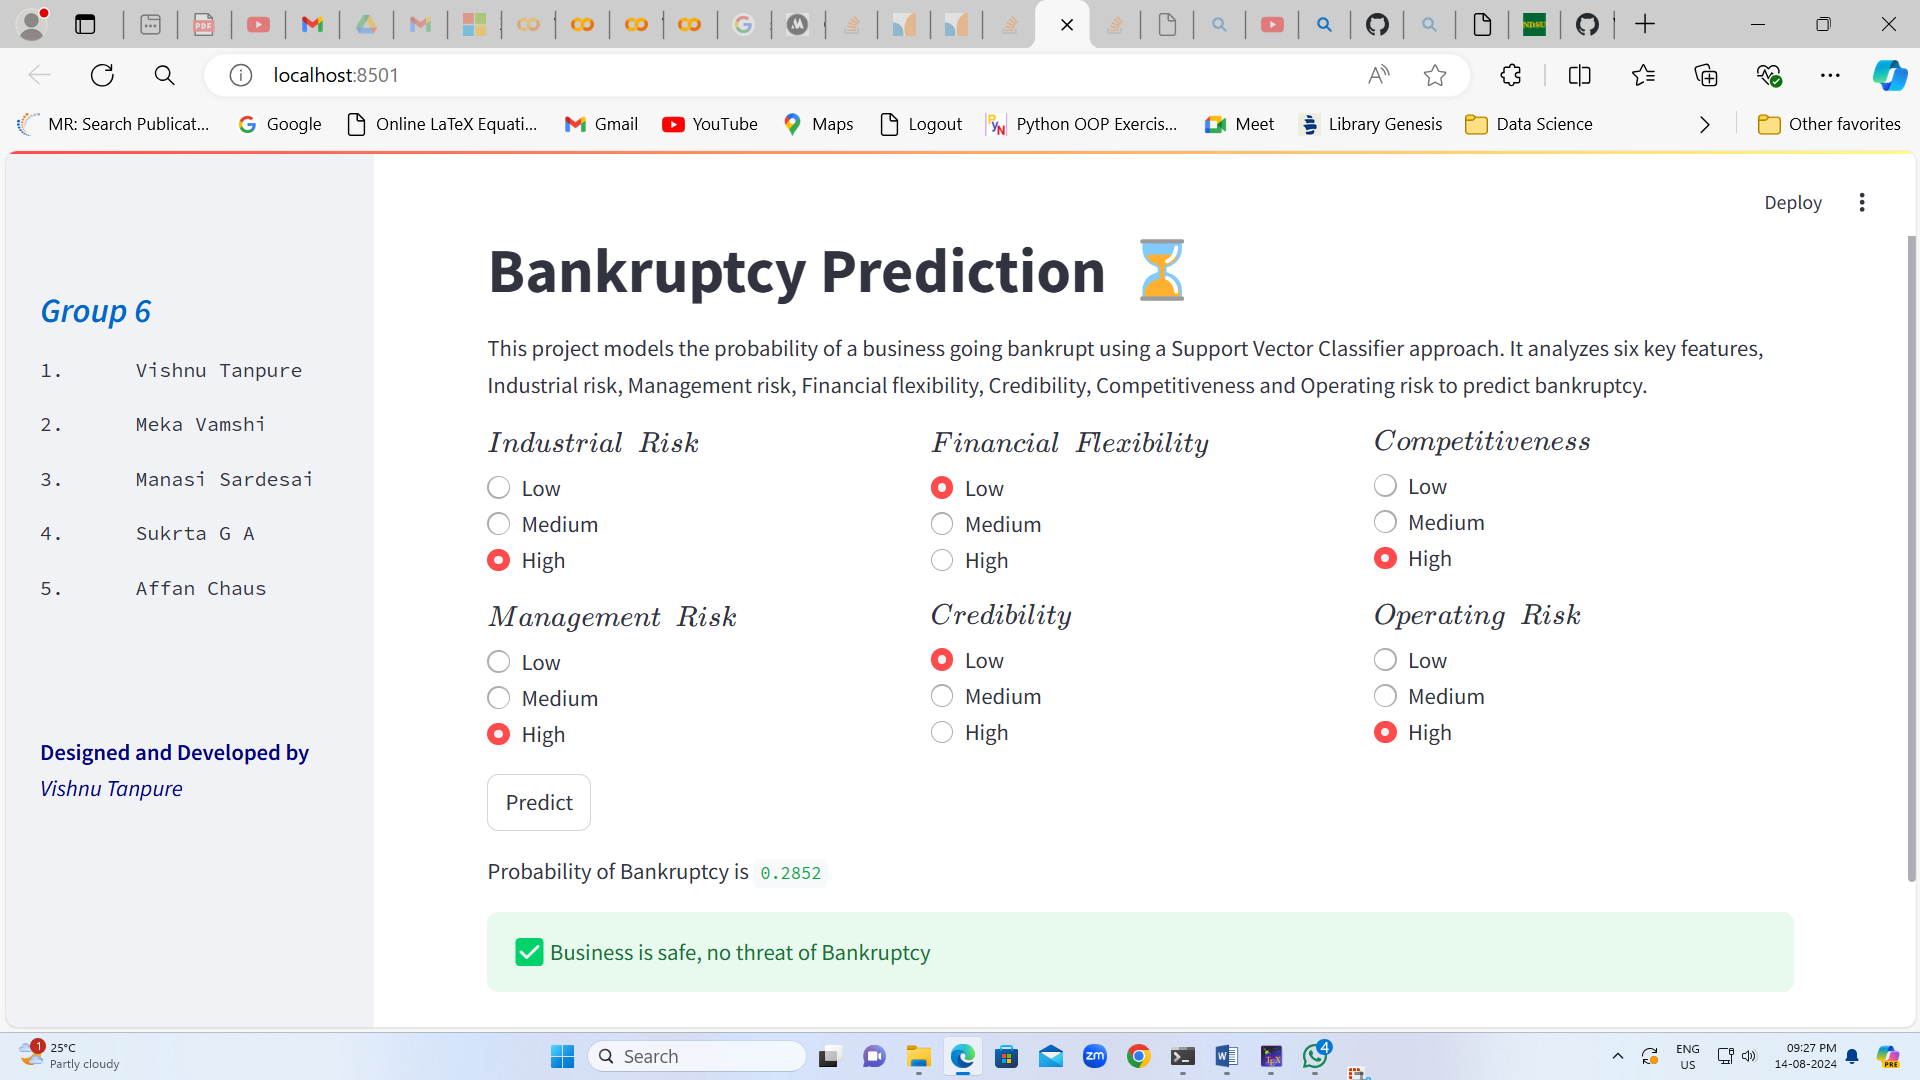 localhost:8501
MR: Search Publicat...
Google
Online LaTeX Equati...
Gmail
YouTube
Maps
Logout
Python OOP Exercis...
Meet
Library Genesis
Data Science
Other favorites
Deploy
Group 6
1. Vishnu Tanpure
2. Meka Vamshi
3. Manasi Sardesai
4. Sukrta G A
5. Affan Chaus
Designed and Developed by
Vishnu Tanpure
Bankruptcy Prediction
This project models the probability of a business going bankrupt using a Support Vector Classifier approach. It analyzes six key features,
Industrial risk, Management risk, Financial flexibility, Credibility, Competitiveness and Operating risk to predict bankruptcy.
Industrial Risk
Low
Medium
High
Financial Flexibility
Low
Medium
High
Competitiveness
Low
Medium
High
Management Risk
Low
Medium
High
Credibility
Low
Medium
High
Operating Risk
Low
Medium
High
Predict
Probability of Bankruptcy is 0.2852
Business is safe, no threat of Bankruptcy
1
25°C
Partly cloudy
Search
zm
4
ENG
US
09:27 PM
14-08-2024
PRE